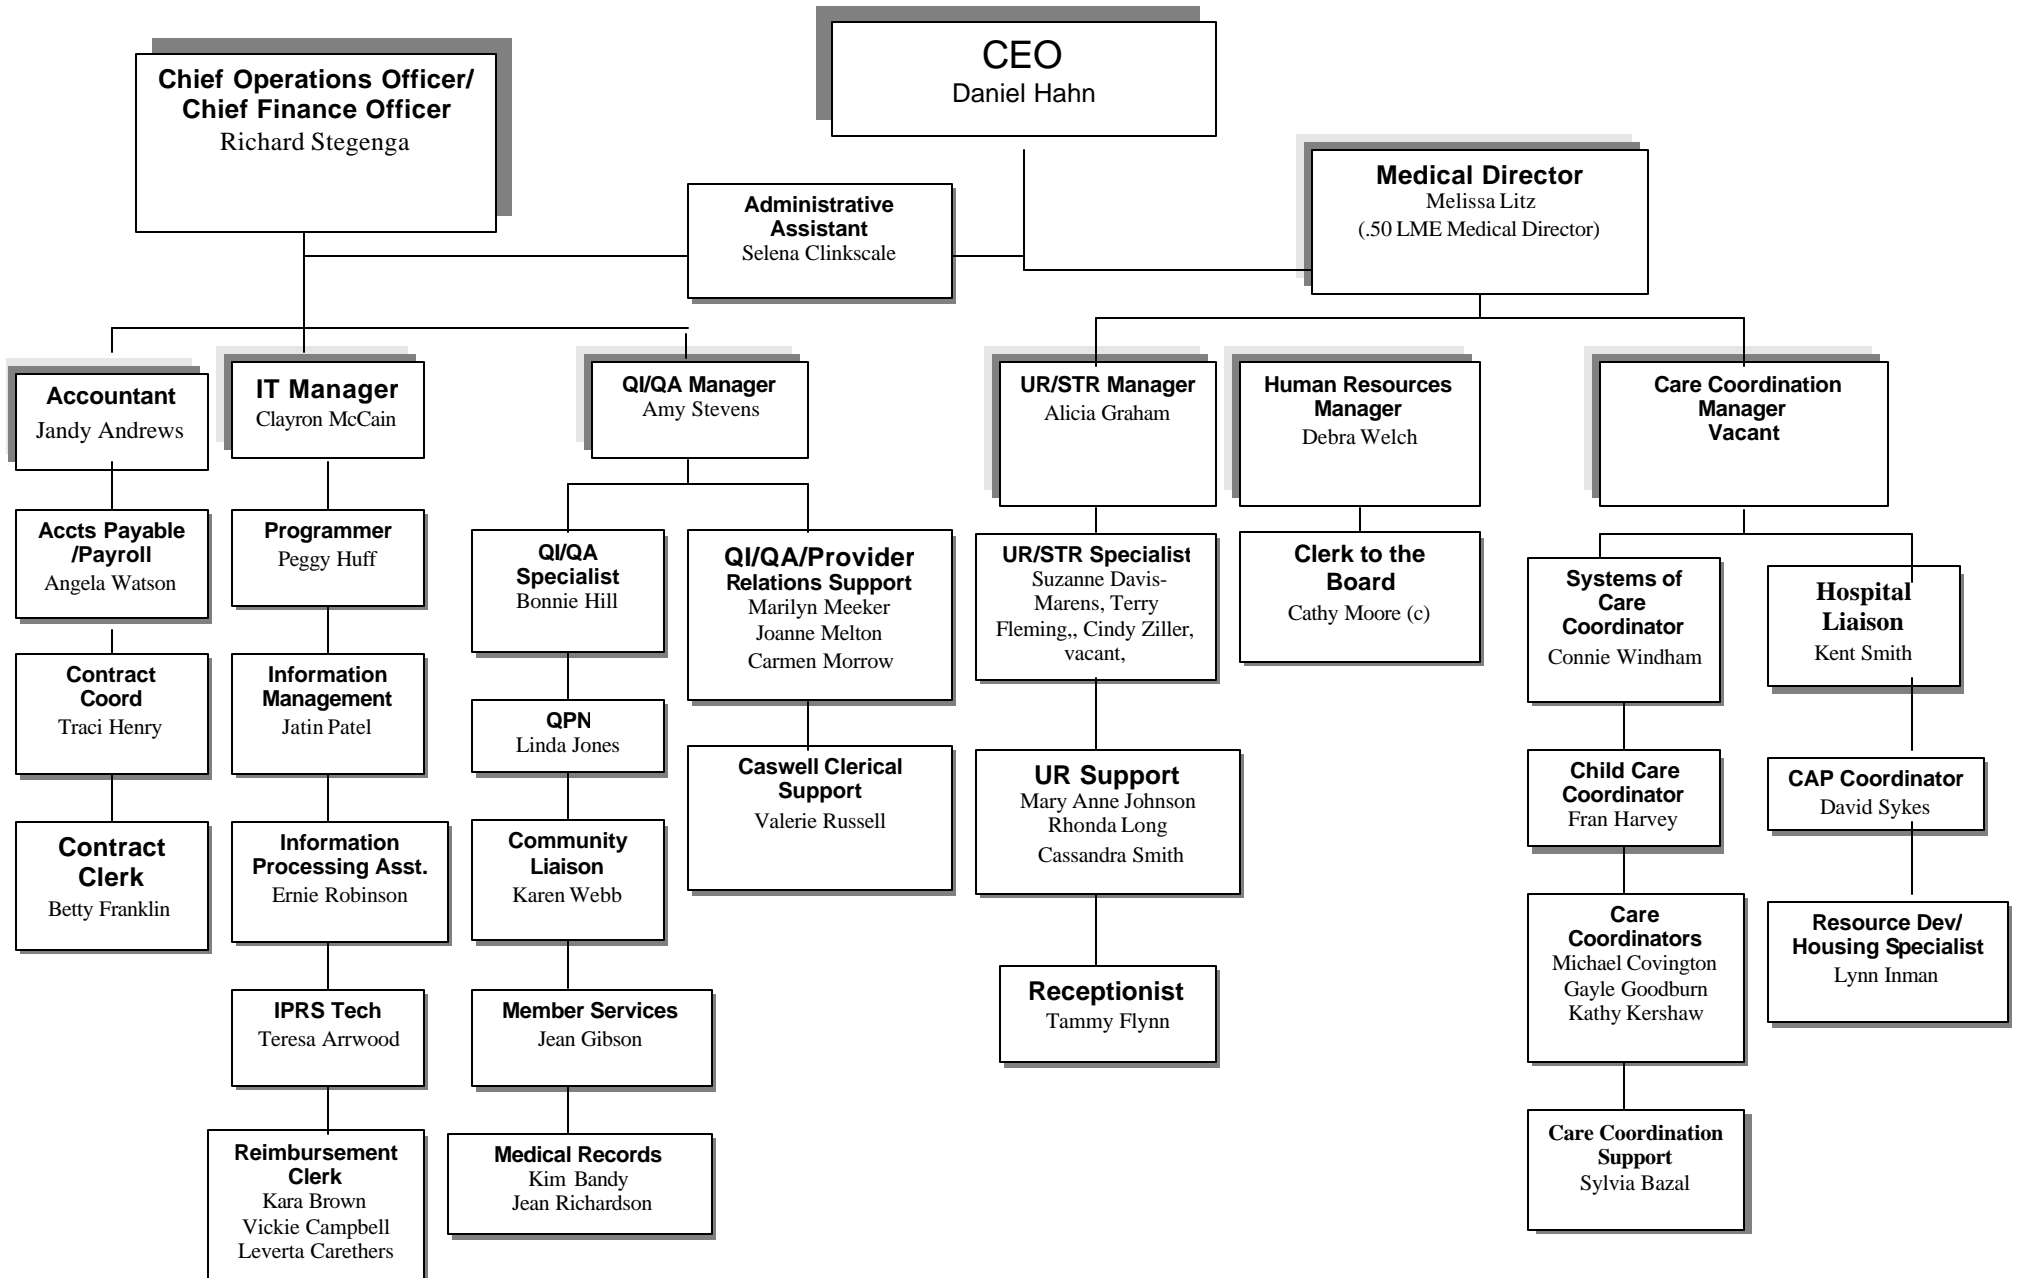 CEO
Daniel Hahn
Chief Operations Officer/
Chief Finance Officer
Richard Stegenga
Administrative
Assistant
Selena Clinkscale
Medical Director
Melissa Litz
(.50 LME Medical Director)
Accountant
Jandy Andrews
Accts Payable
/Payroll
Angela Watson
Contract
Coord
Traci Henry
Contract
Clerk
Betty Franklin
IT Manager
Clayron McCain
Programmer
Peggy Huff
Information
Management
Jatin Patel
Information
Processing Asst.
Ernie Robinson
IPRS Tech
Teresa Arrwood
Reimbursement
Clerk
Kara Brown
Vickie Campbell
Leverta Carethers
QI/QA Manager
Amy Stevens
QI/QA
Specialist
Bonnie Hill
QPN
Linda Jones
Community
Liaison
Karen Webb
Member Services
Jean Gibson
Medical Records
Kim Bandy
Jean Richardson
QI/QA/Provider
Relations Support
Marilyn Meeker
Joanne Melton
Carmen Morrow
Caswell Clerical
Support
Valerie Russell
UR/STR Manager
Alicia Graham
UR/STR Specialist
Suzanne Davis-
Marens, Terry
Fleming,, Cindy Ziller,
vacant,
UR Support
Mary Anne Johnson
Rhonda Long
Cassandra Smith
Receptionist
Tammy Flynn
Human Resources
Manager
Debra Welch
Clerk to the
Board
Cathy Moore (c)
Care Coordination
Manager
Vacant
Systems of
Care
Coordinator
Connie Windham
Child Care
Coordinator
Fran Harvey
Care
Coordinators
Michael Covington
Gayle Goodburn
Kathy Kershaw
Care Coordination
Support
Sylvia Bazal
Hospital
Liaison
Kent Smith
CAP Coordinator
David Sykes
Resource Dev/
Housing Specialist
Lynn Inman